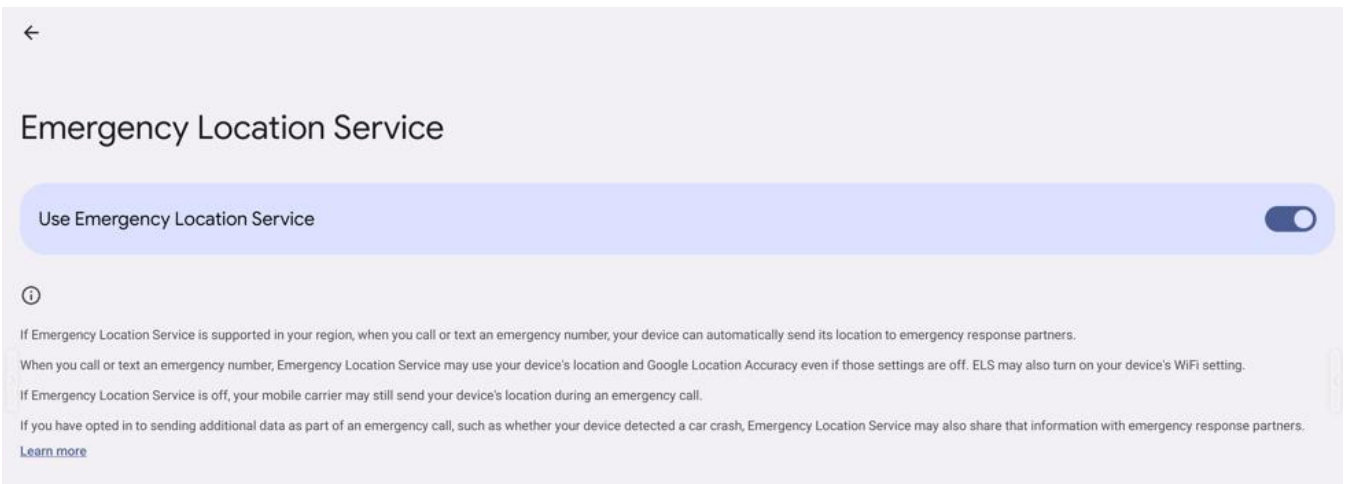 Emergency Location Service
Use Emergency Location Service
If Emergency Location Service is supported in your region, when you call or text an emergency number, your device can automatically send its location to emergency response partners.
When you call or text an emergency number, Emergency Location Service may use your device's location and Google Location Accuracy even if those settings are off. ELS may also turn on your device's WiFi setting.
If Emergency Location Service is off, your mobile carrier may still send your device's location during an emergency call.
If you have opted in to sending additional data as part of an emergency call, such as whether your device detected a car crash, Emergency Location Service may also share that information with emergency response partners.
Learn more